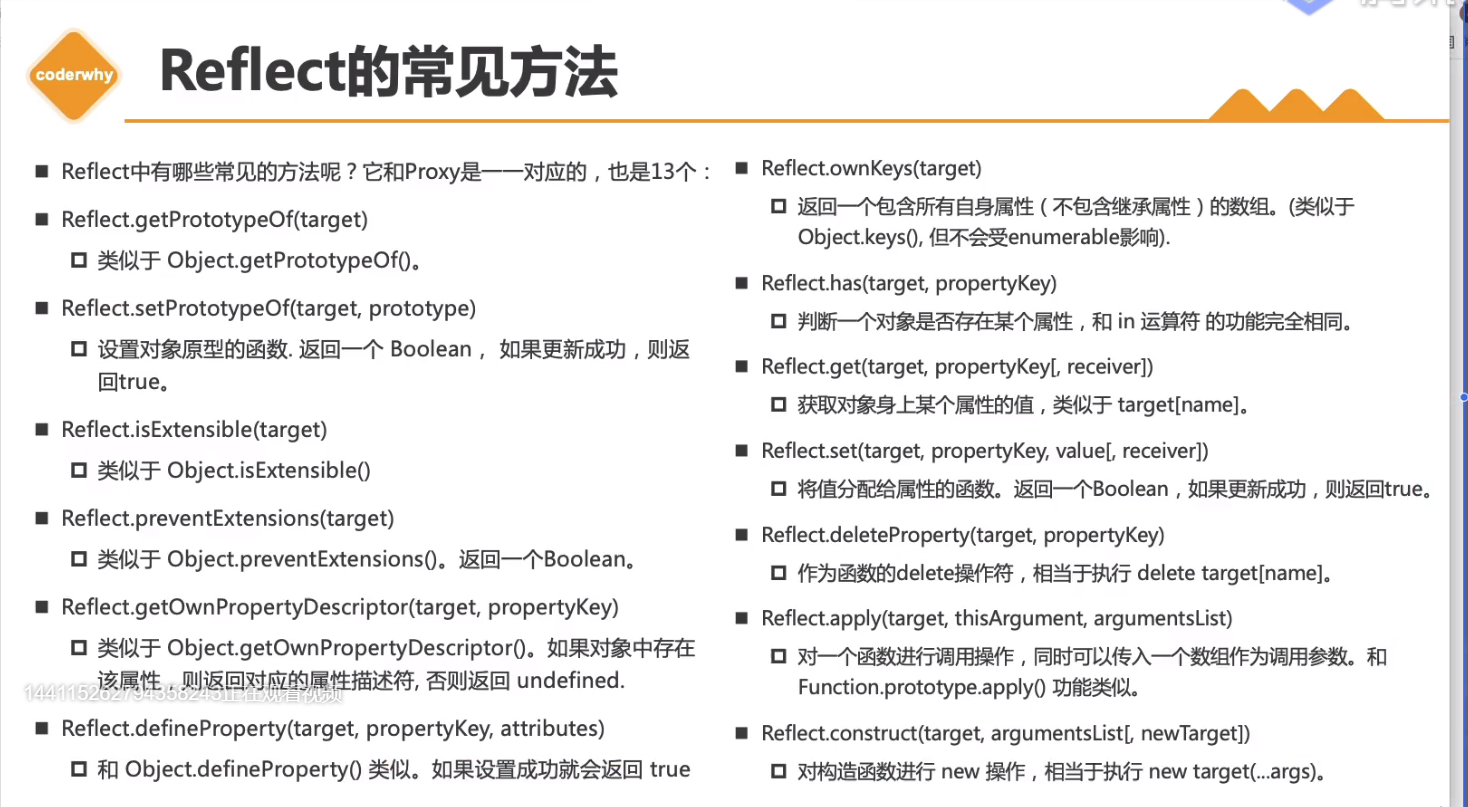 coderwhy
Reflect的常见方法
Reflect中有哪些常见的方法呢？它和Proxy是一一对应的，也是13个：
Reflect.getPrototypeOf(target)
类似于 Object.getPrototypeOf()。
Reflect.setPrototypeOf(target, prototype)
设置对象原型的函数. 返回一个 Boolean， 如果更新成功，则返
回true。
Reflect.isExtensible(target)
类似于 Object.isExtensible()
Reflect.preventExtensions(target)
类似于 Object.preventExtensions()。返回一个Boolean。
Reflect.getOwnPropertyDescriptor(target, propertyKey)
类似于 Object.getOwnPropertyDescriptor()。如果对象中存在
该属性，则返回对应的属性描述符, 否则返回 undefined.
144115262794358245正在观看视频
Reflect.defineProperty(target, propertyKey, attributes)
和 Object.defineProperty() 类似。如果设置成功就会返回 true
Reflect.ownKeys(target)
返回一个包含所有自身属性（不包含继承属性）的数组。(类似于
Object.keys(), 但不会受enumerable影响).
Reflect.has(target, propertyKey)
判断一个对象是否存在某个属性，和 in 运算符 的功能完全相同。
Reflect.get(target, propertyKey[, receiver])
获取对象身上某个属性的值，类似于 target[name]。
Reflect.set(target, propertyKey, value[, receiver])
将值分配给属性的函数。返回一个Boolean，如果更新成功，则返回true。
Reflect.deleteProperty(target, propertyKey)
作为函数的delete操作符，相当于执行 delete target[name]。
Reflect.apply(target, thisArgument, argumentsList)
对一个函数进行调用操作，同时可以传入一个数组作为调用参数。和
Function.prototype.apply() 功能类似。
Reflect.construct(target, argumentsList[, newTarget])
对构造函数进行 new 操作，相当于执行 new target(...args)。